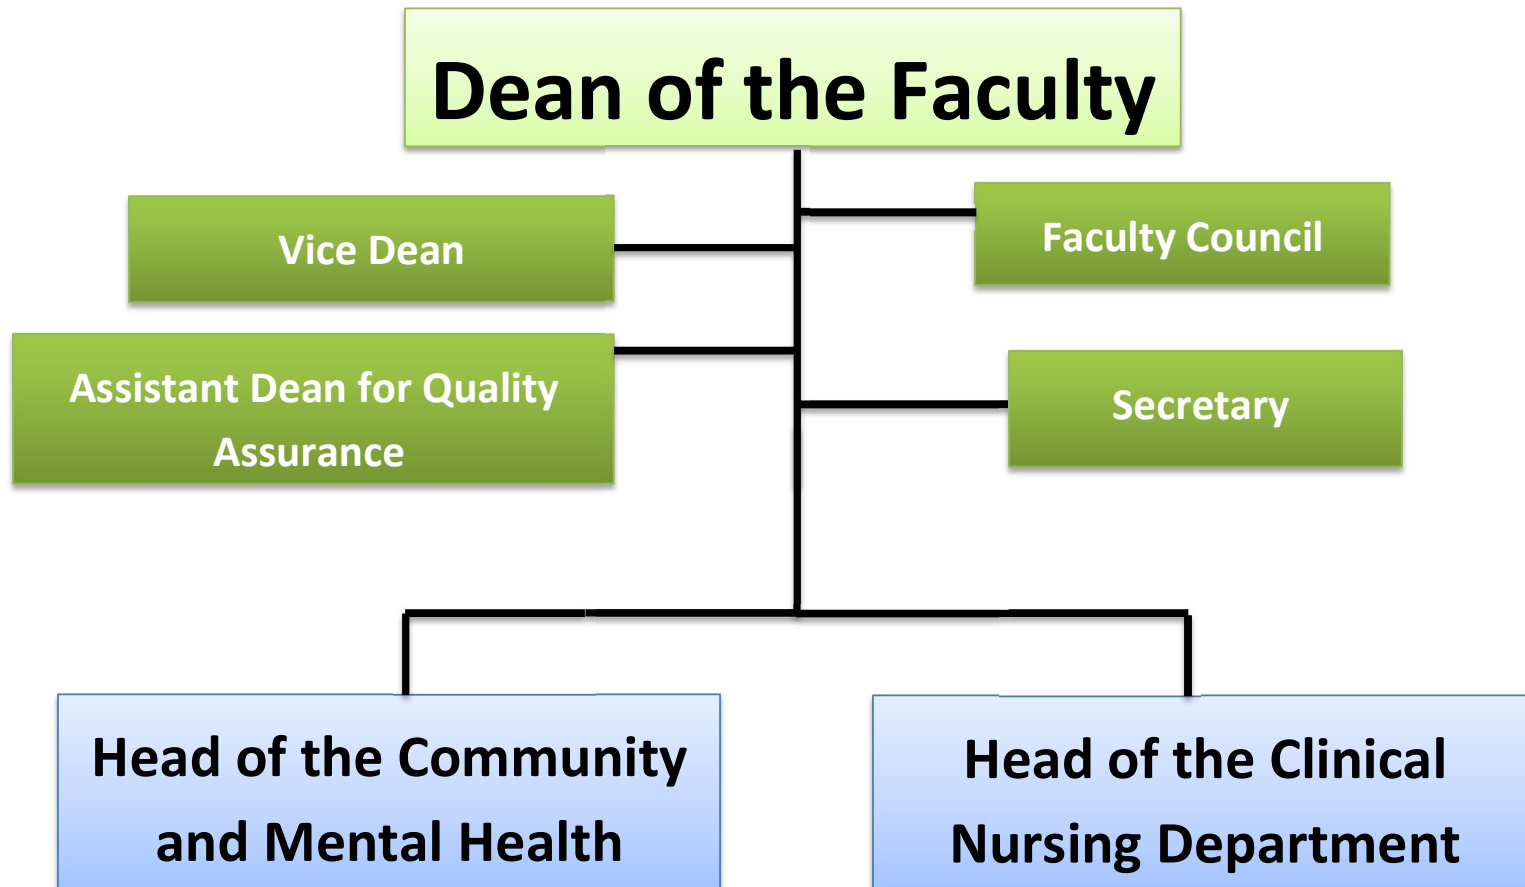 Dean of the Faculty
Vice Dean
Faculty Council
Assistant Dean for Quality
Assurance
Secretary
Head of the Community
and Mental Health
Head of the Clinical
Nursing Department